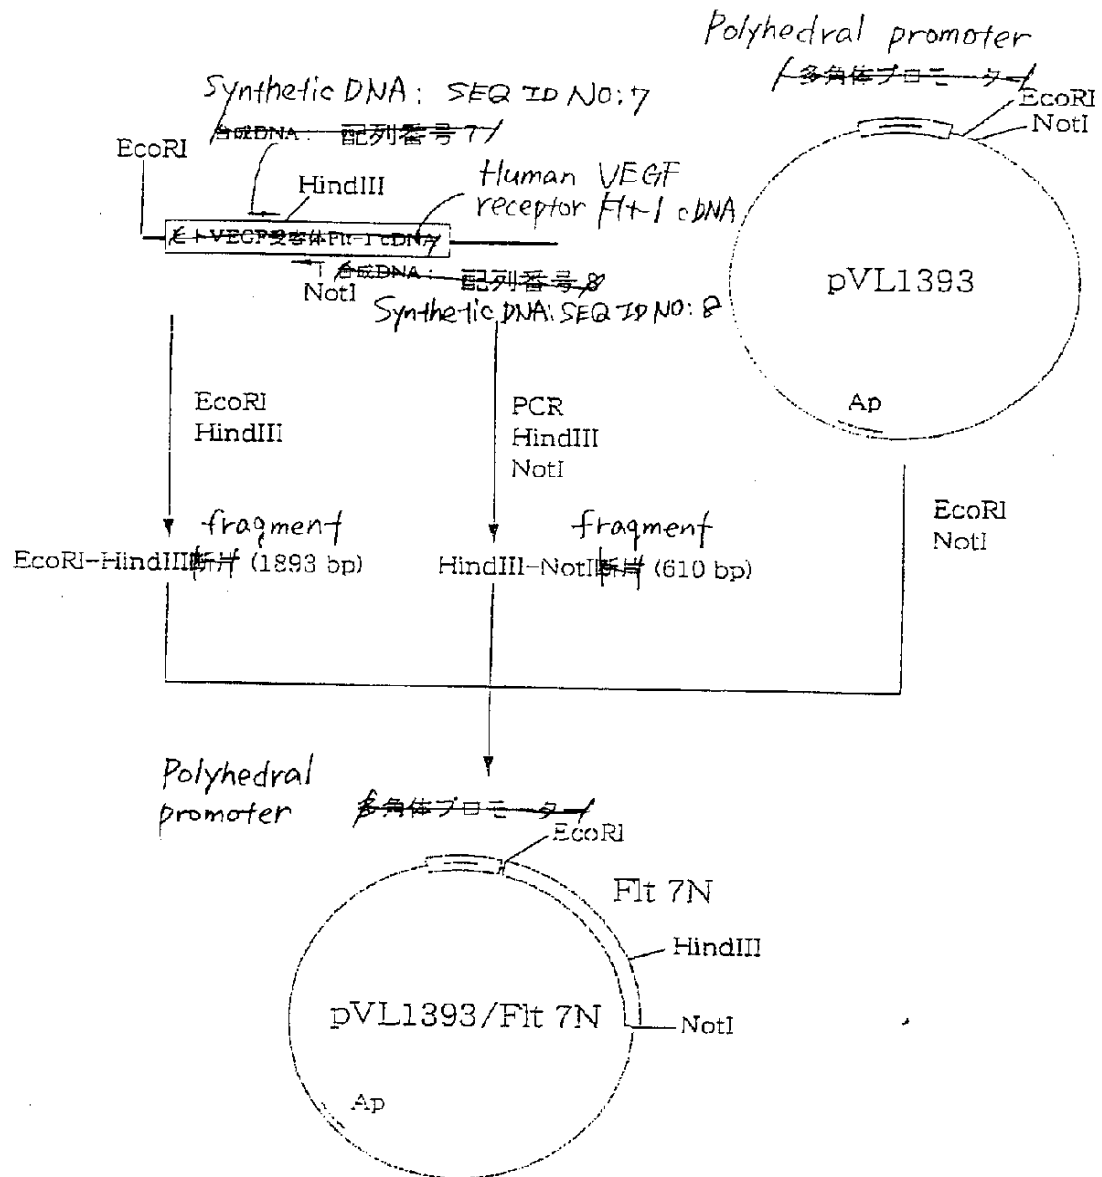 Polyhedral promoter
多角体プロモーター
EcoRI
NotI
Synthetic DNA: SEQ ID NO:7
合成DNA: 配列番号7
EcoRI
HindIII
Human VEGF
receptor Flt-1 cDNA
ヒトVEGF受容体Flt-1 cDNA
合成DNA: 配列番号8
NotI
Synthetic DNA: SEQ ID NO: 8
pVL1393
Ap
EcoRI
HindIII
PCR
HindIII
NotI
EcoRI
NotI
fragment
EcoRI-HindIII断片 (1893 bp)
fragment
HindIII-NotI断片 (610 bp)
Polyhedral
promoter
多角体プロモーター
EcoRI
Flt 7N
HindIII
pVL1393/Flt 7N
NotI
Ap